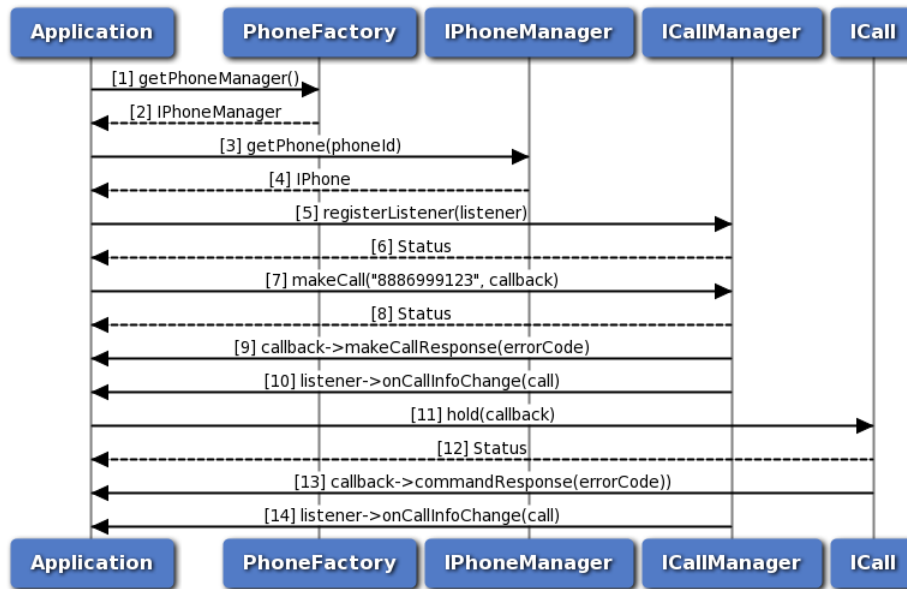 Application PhoneFactory IPhoneManager ICallManager ICall
[1] getPhoneManager()
[2] IPhoneManager
[3] getPhone(phoneId)
[4] IPhone
[5] registerListener(listener)
[6] Status
[7] makeCall("8886999123", callback)
[8] Status
[9] callback->makeCallResponse(errorCode)
[10] listener->onCallInfoChange(call)
[11] hold(callback)
[12] Status
[13] callback->commandResponse(errorCode))
[14] listener->onCallInfoChange(call)
Application PhoneFactory IPhoneManager ICallManager ICall